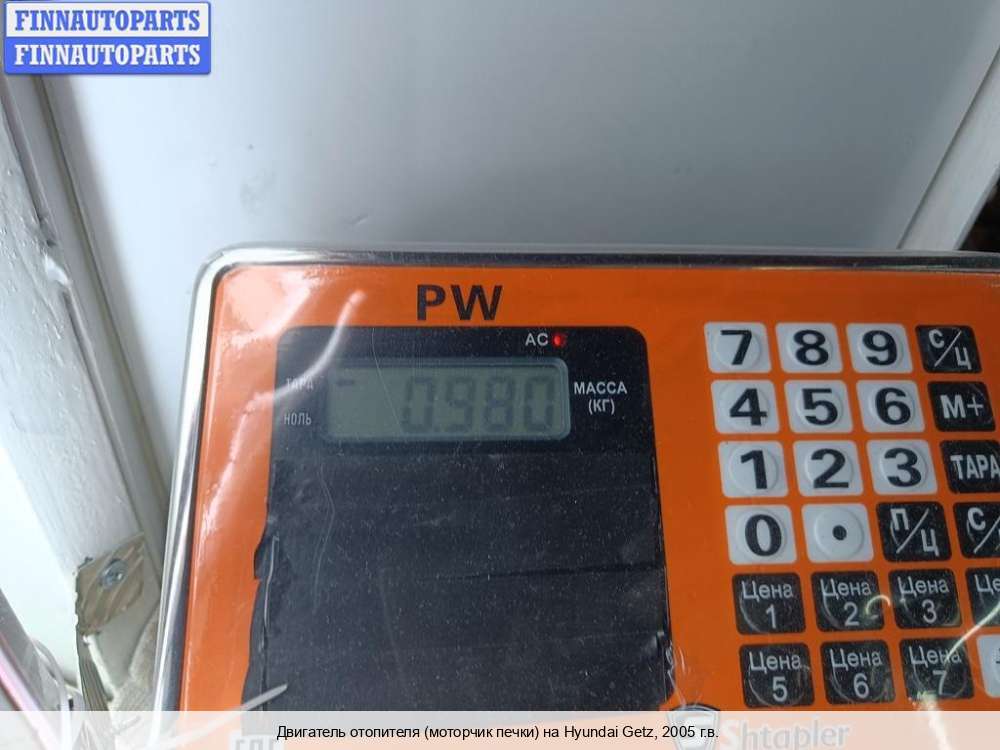 FINNAUTOPARTS
FINNAUTOPARTS
PW
AC
ТАРА
0.980
МАССА
(КГ)
НОЛЬ
7 8 9 С/Ц
4 5 6 М+
1 2 3 ТАРА
0 . П/Ц С/
Цена 1 Цена 2 Цена 3 Це
Цена 5 Цена 6 Цена 7
Shtapler
Двигатель отопителя (моторчик печки) на Hyundai Getz, 2005 г.в.